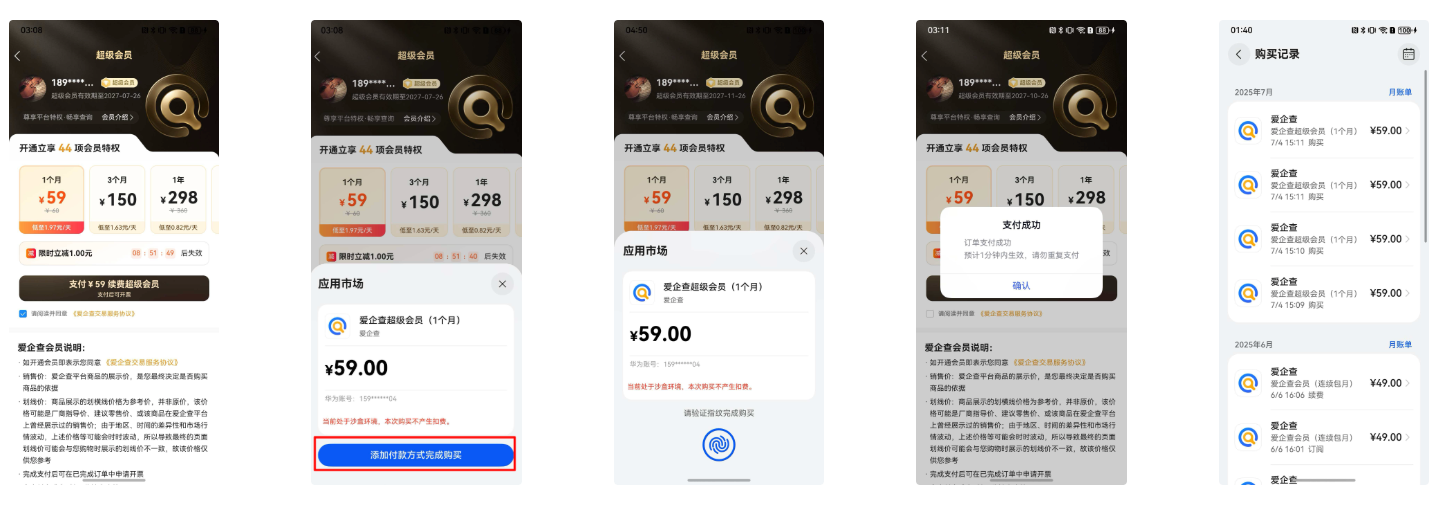 03:08
超级会员
189****... 超级会员
超级会员有效期至2027-07-26
尊享平台特权·畅享查询 会员介绍>
开通立享 44 项会员特权
1个月 3个月 1年
¥59 ¥150 ¥298
¥ 60 ¥ 360
低至1.97元/天 低至1.63元/天 低至0.82元/天
减 限时立减1.00元 08 : 51 : 49 后失效
支付 ¥ 59 续费超级会员
支付后可开票
请阅读并同意 《爱企查交易服务协议》
爱企查会员说明:
· 如开通会员即表示您同意 《爱企查交易服务协议》
· 销售价: 爱企查平台商品的展示价, 是您最终决定是否购买
商品的依据
· 划线价: 商品展示的划横线价格为参考价, 并非原价, 该价
格可能是厂商指导价、建议零售价、或该商品在爱企查平台
上曾经展示过的销售价; 由于地区、时间的差异性和市场行
情波动, 上述价格等可能会时时波动, 所以导致最终的页面
划线价可能会与您购物时展示的划线价不一致, 故该价格仅
供您参考
· 完成支付后可在已完成订单中申请开票
03:08
超级会员
189****... 超级会员
超级会员有效期至2027-07-26
尊享平台特权·畅享查询 会员介绍>
开通立享 44 项会员特权
1个月 3个月 1年
¥59 ¥150 ¥298
¥ 60 ¥ 360
低至1.97元/天 低至1.63元/天 低至0.82元/天
减 限时立减1.00元 08 : 51 : 40 后失效
应用市场
爱企查超级会员（1个月）
爱企查
¥59.00
华为账号: 159******04
当前处于沙盒环境, 本次购买不产生扣费。
添加付款方式完成购买
04:56
超级会员
189****... 超级会员
超级会员有效期至2027-11-26
尊享平台特权·畅享查询 会员介绍>
开通立享 44 项会员特权
1个月 3个月 1年
¥59 ¥150 ¥298
¥ 60 ¥ 360
低至1.97元/天 低至1.63元/天 低至0.82元/天
应用市场
爱企查超级会员（1个月）
爱企查
¥59.00
华为账号: 159******04
当前处于沙盒环境, 本次购买不产生扣费。
请验证指纹完成购买
03:11 88
超级会员
189****... 超级会员
超级会员有效期至2027-10-26
尊享平台特权·畅享查询 会员介绍>
开通立享 44 项会员特权
1个月 3个月 1年
¥59 ¥150 ¥298
支付成功
订单支付成功
预计1分钟内生效, 请勿重复支付
确认
效
请阅读并同意 《爱企查交易服务协议》
爱企查会员说明:
· 如开通会员即表示您同意 《爱企查交易服务协议》
· 销售价: 爱企查平台商品的展示价, 是您最终决定是否购买
商品的依据
· 划线价: 商品展示的划横线价格为参考价, 并非原价, 该价
格可能是厂商指导价、建议零售价、或该商品在爱企查平台
上曾经展示过的销售价; 由于地区、时间的差异性和市场行
情波动, 上述价格等可能会时时波动, 所以导致最终的页面
划线价可能会与您购物时展示的划线价不一致, 故该价格仅
供您参考
· 完成支付后可在已完成订单中申请开票
01:40 100
购买记录
2025年7月 月账单
爱企查
爱企查超级会员（1个月） ¥59.00
7/4 15:11 购买
爱企查
爱企查超级会员（1个月） ¥59.00
7/4 15:11 购买
爱企查
爱企查超级会员（1个月） ¥59.00
7/4 15:10 购买
爱企查
爱企查超级会员（1个月） ¥59.00
7/4 15:09 购买
2025年6月 月账单
爱企查
爱企查会员（连续包月） ¥49.00
6/6 16:06 续费
爱企查
爱企查会员（连续包月） ¥49.00
6/6 16:01 订阅
爱企查